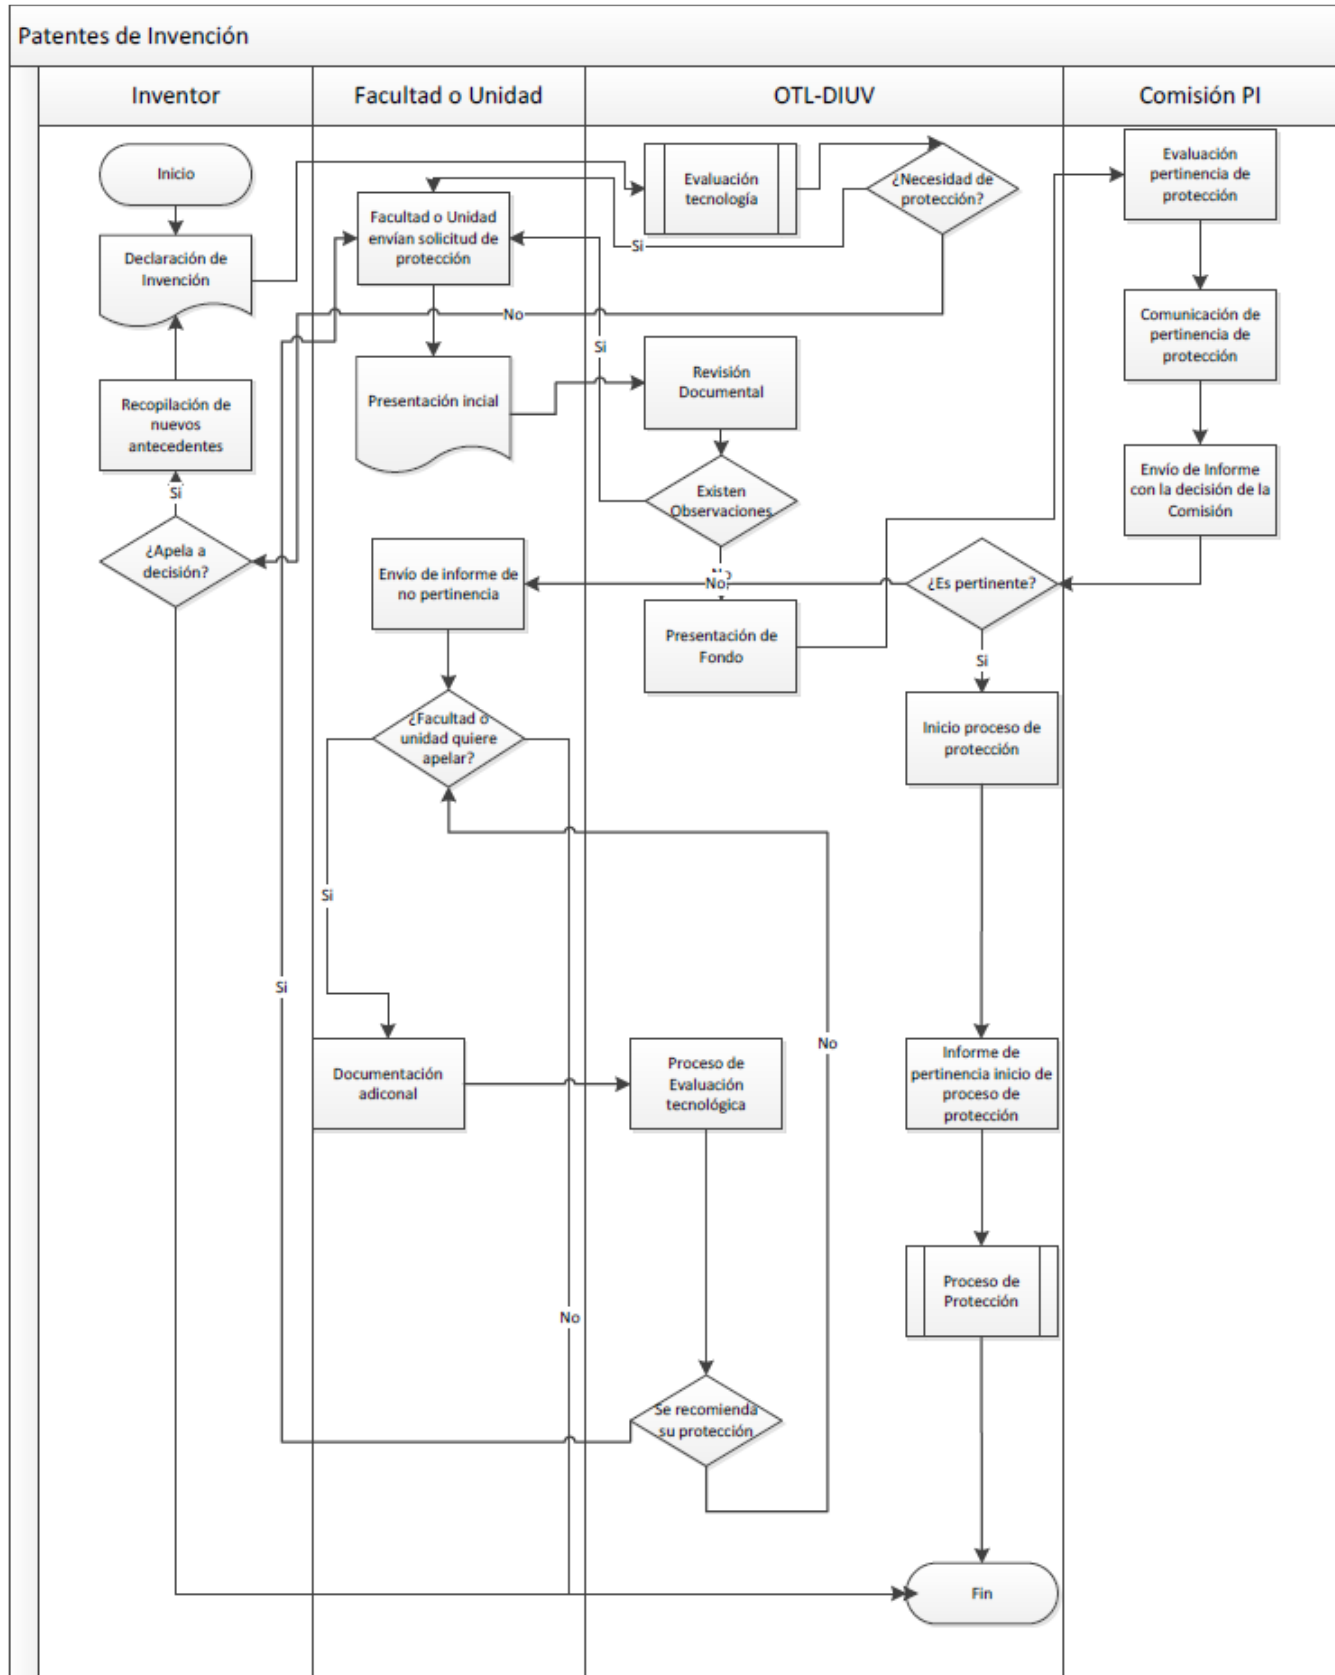 Patentes de Invención
Inventor
Facultad o Unidad
OTL-DIUV
Comisión PI
Inicio
Declaración de
Invención
Recopilación de
nuevos
antecedentes
Si
¿Apela a
decisión?
Si
Facultad o Unidad
envían solicitud de
protección
Presentación incial
Envío de informe de
no pertinencia
¿Facultad o
unidad quiere
apelar?
Si
No
Documentación
adiconal
Evaluación
tecnología
¿Necesidad de
protección?
Si
No
Si
Revisión
Documental
Existen
Observaciones
No
No
Presentación de
Fondo
¿Es pertinente?
Si
Inicio proceso de
protección
No
Proceso de
Evaluación
tecnológica
Informe de
pertinencia inicio de
proceso de
protección
Proceso de
Protección
Se recomienda
su protección
Fin
Evaluación
pertinencia de
protección
Comunicación de
pertinencia de
protección
Envío de Informe
con la decisión de la
Comisión